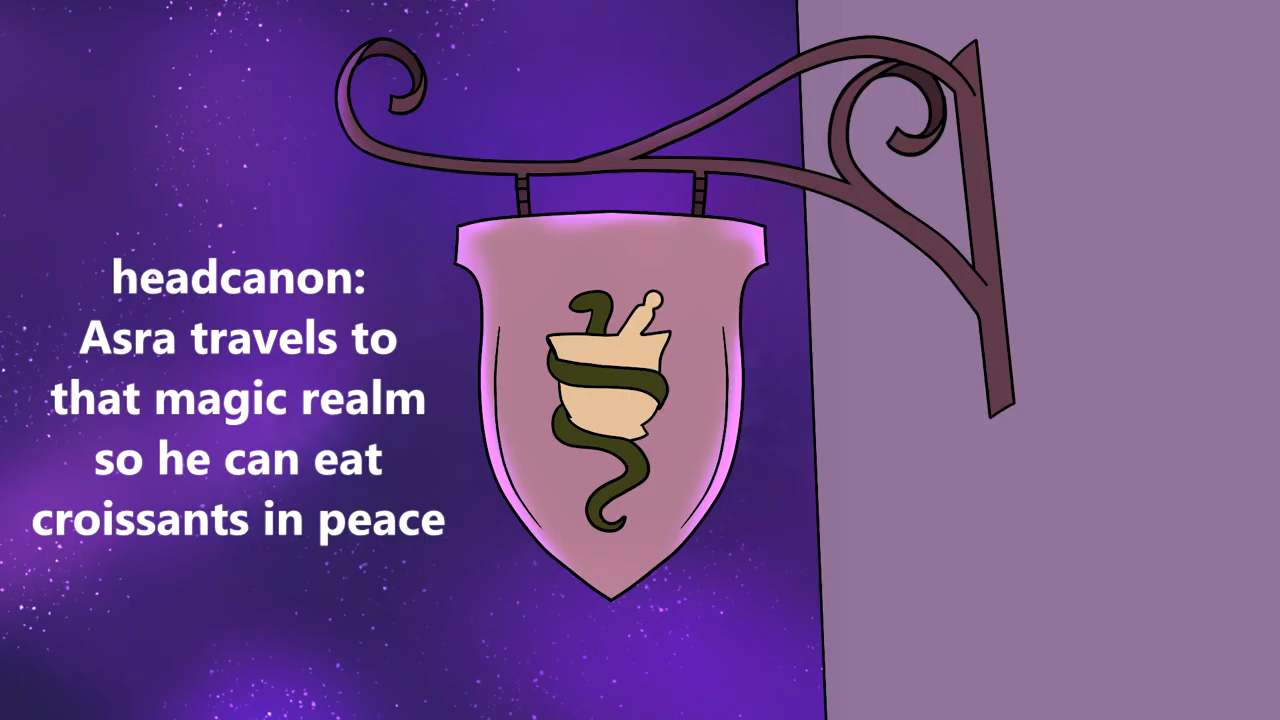 headcanon:
Asra travels to
that magic realm
so he can eat
croissants in peace